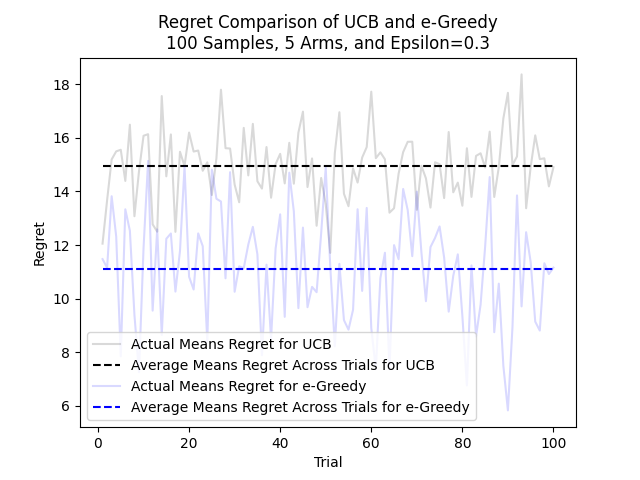 Regret Comparison of UCB and e-Greedy
100 Samples, 5 Arms, and Epsilon=0.3
18
16
14
12
10
8
6
Regret
Actual Means Regret for UCB
Average Means Regret Across Trials for UCB
Actual Means Regret for e-Greedy
Average Means Regret Across Trials for e-Greedy
0 20 40 60 80 100
Trial